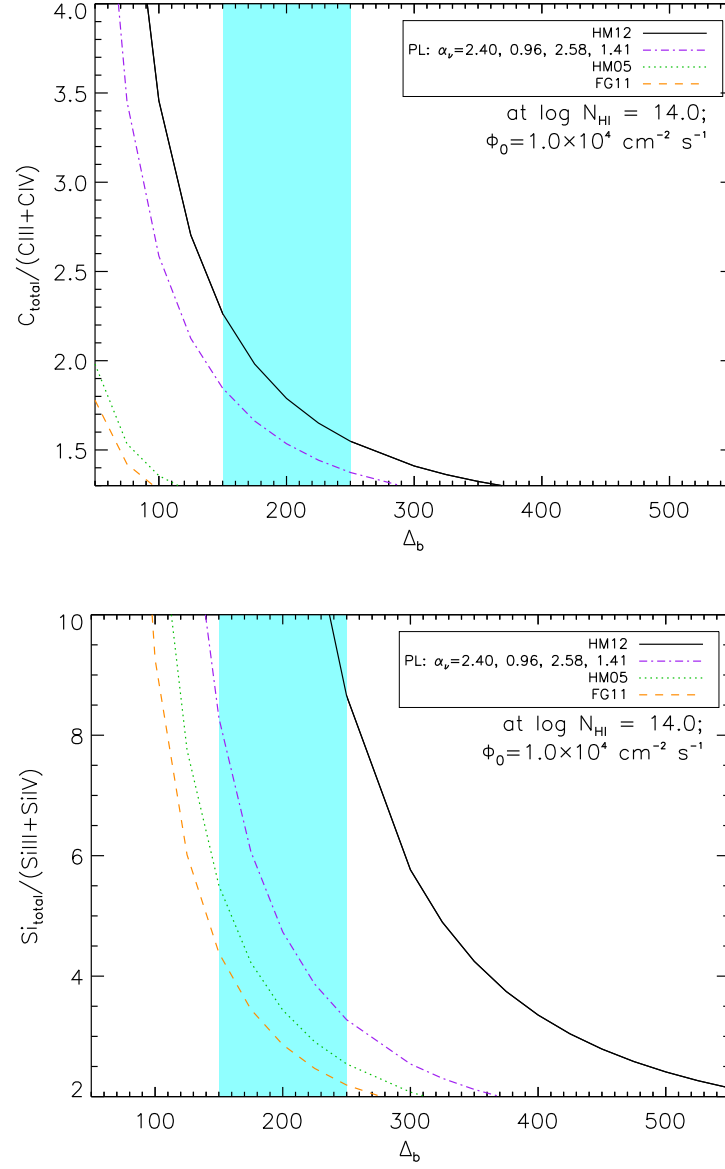 4.0
3.5
3.0
2.5
2.0
1.5
C_total/(CIII+CIV)
HM12
PL: α_ν=2.40, 0.96, 2.58, 1.41
HM05
FG11
at log N_HI = 14.0;
Φ_0=1.0×10^4 cm^-2 s^-1
100 200 300 400 500
Δ_b
10
8
6
4
2
Si_total/(SiIII+SiIV)
HM12
PL: α_ν=2.40, 0.96, 2.58, 1.41
HM05
FG11
at log N_HI = 14.0;
Φ_0=1.0×10^4 cm^-2 s^-1
100 200 300 400 500
Δ_b